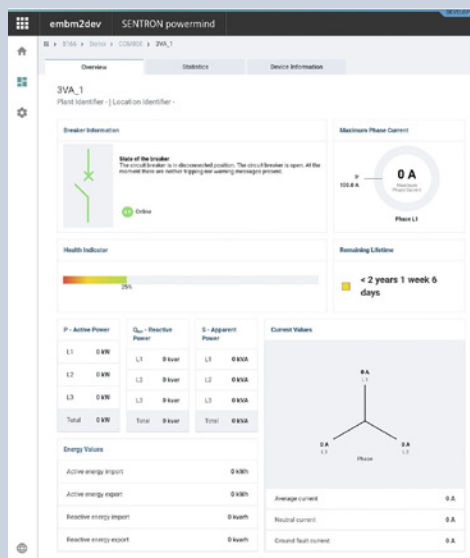 embm2dev SENTRON powermind
Demo > COMBOX > 3VA_1
Overview Statistics Device Information
3VA_1
Plant Identifier - | Location Identifier -
Breaker Information
State of the breaker
The circuit breaker is in disconnected position. The circuit breaker is open. At the
moment there are neither tripping nor warning messages present.
Online
Maximum Phase Current
100.0 A
0 A
Maximum
Phase Current
Phase L1
Health Indicator
25%
Remaining Lifetime
< 2 years 1 week 6
days
P - Active Power
L1 0 kW
L2 0 kW
L3 0 kW
Total 0 kW
Reactive
Power
L1 0 kvar
L2 0 kvar
L3 0 kvar
Total 0 kvar
S - Apparent
Power
L1 0 kVA
L2 0 kVA
L3 0 kVA
Total 0 kVA
Current Values
0 A
L1
0 A
0 A
Phase
Energy Values
Active energy import 0 kWh
Active energy export 0 kWh
Reactive energy import 0 kvarh
Reactive energy export 0 kvarh
Average current 0 A
Neutral current 0 A
Ground fault current 0 A